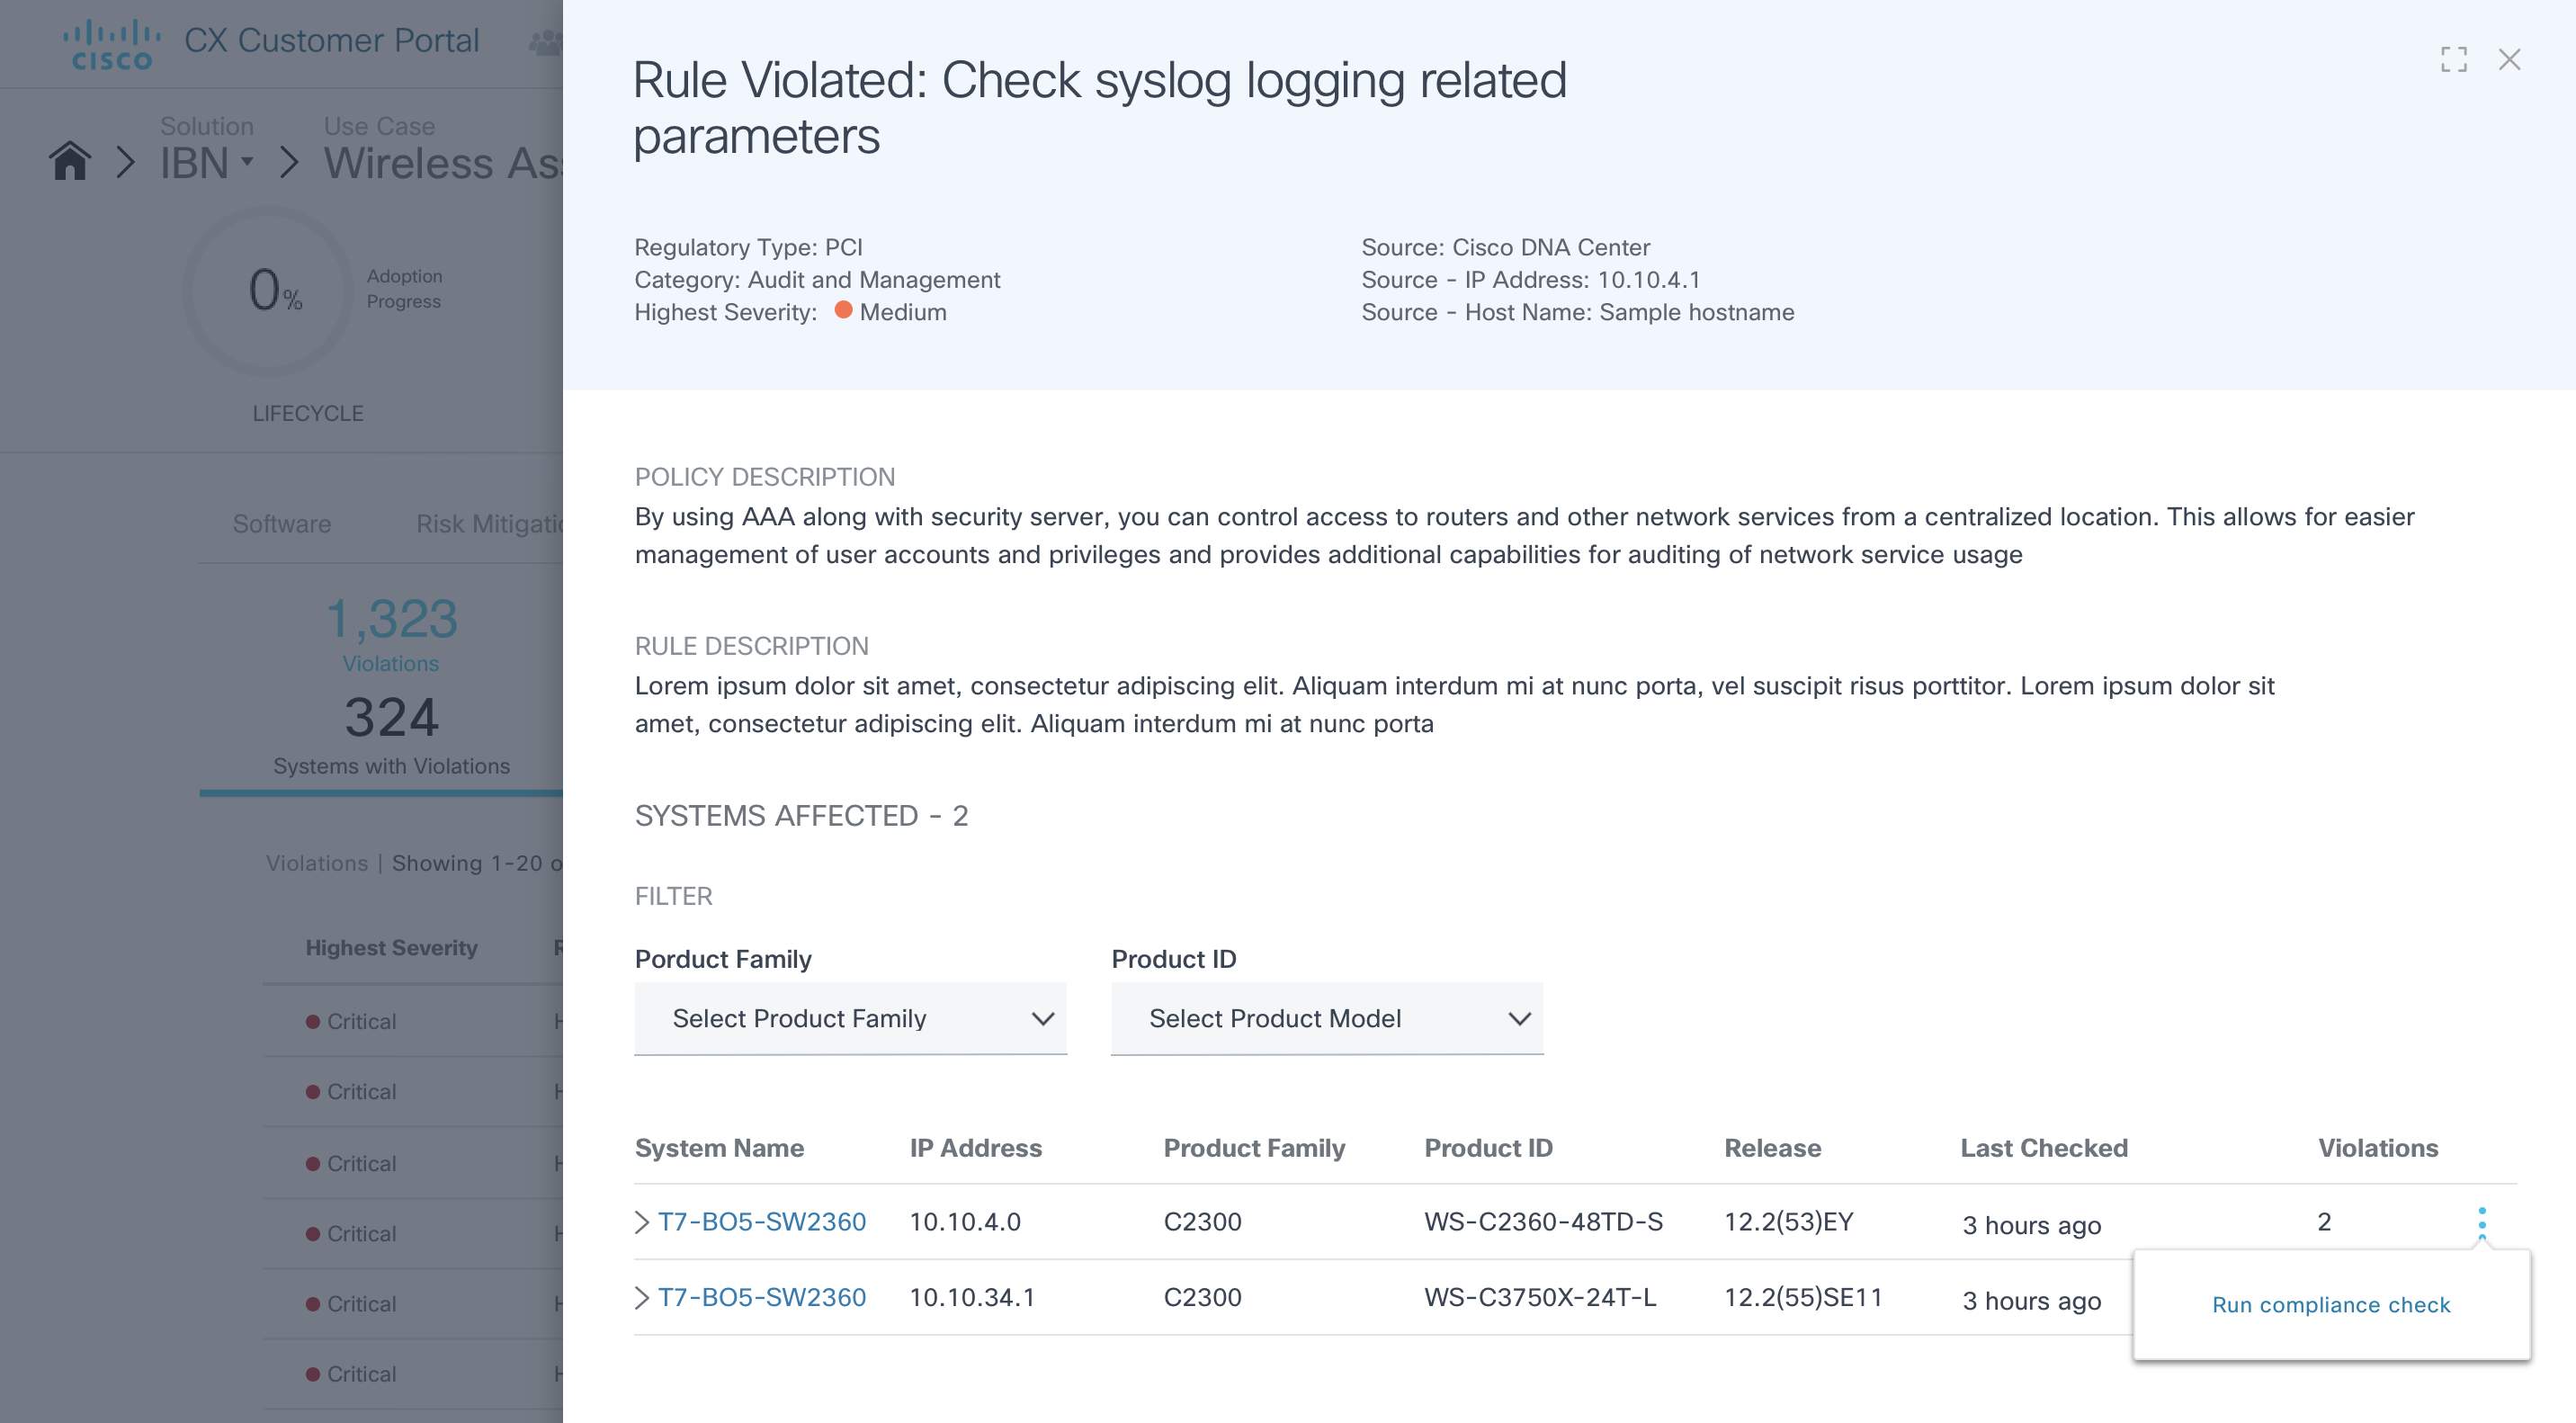 CISCO
CX Customer Portal
Solution
Use Case
IBN
Wireless
0%
Adoption
Progress
LIFECYCLE
Software
Risk
1,323
Violations
324
Systems with Violations
Violations | Showing 1-20
Highest Severity
Critical
Critical
Critical
Critical
Critical
Critical
Rule Violated: Check syslog logging related
parameters
Regulatory Type: PCI
Category: Audit and Management
Highest Severity: Medium
Source: Cisco DNA Center
Source - IP Address: 10.10.4.1
Source - Host Name: Sample hostname
POLICY DESCRIPTION
By using AAA along with security server, you can control access to routers and other network services from a centralized location. This allows for easier
management of user accounts and privileges and provides additional capabilities for auditing of network service usage
RULE DESCRIPTION
Lorem ipsum dolor sit amet, consectetur adipiscing elit. Aliquam interdum mi at nunc porta, vel suscipit risus porttitor. Lorem ipsum dolor sit
amet, consectetur adipiscing elit. Aliquam interdum mi at nunc porta
SYSTEMS AFFECTED - 2
FILTER
Porduct Family
Product ID
Select Product Family
Select Product Model
System Name IP Address Product Family Product ID Release Last Checked Violations
T7-BO5-SW2360 10.10.4.0 C2300 WS-C2360-48TD-S 12.2(53)EY 3 hours ago 2
T7-BO5-SW2360 10.10.34.1 C2300 WS-C3750X-24T-L 12.2(55)SE11 3 hours ago
Run compliance check